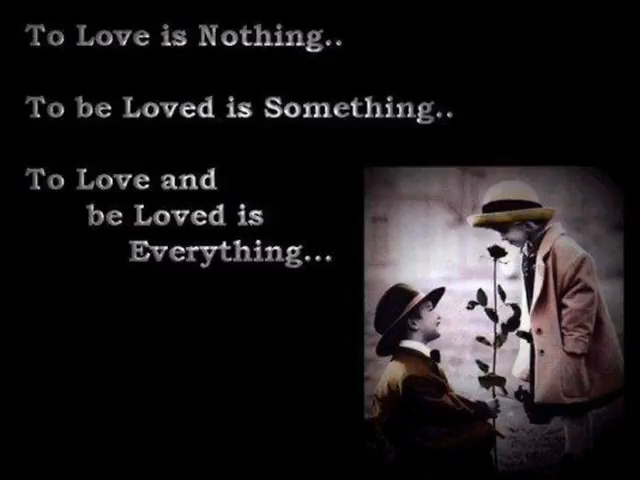 To Love is Nothing..
To be Loved is Something..
To Love and
be Loved is
Everything...